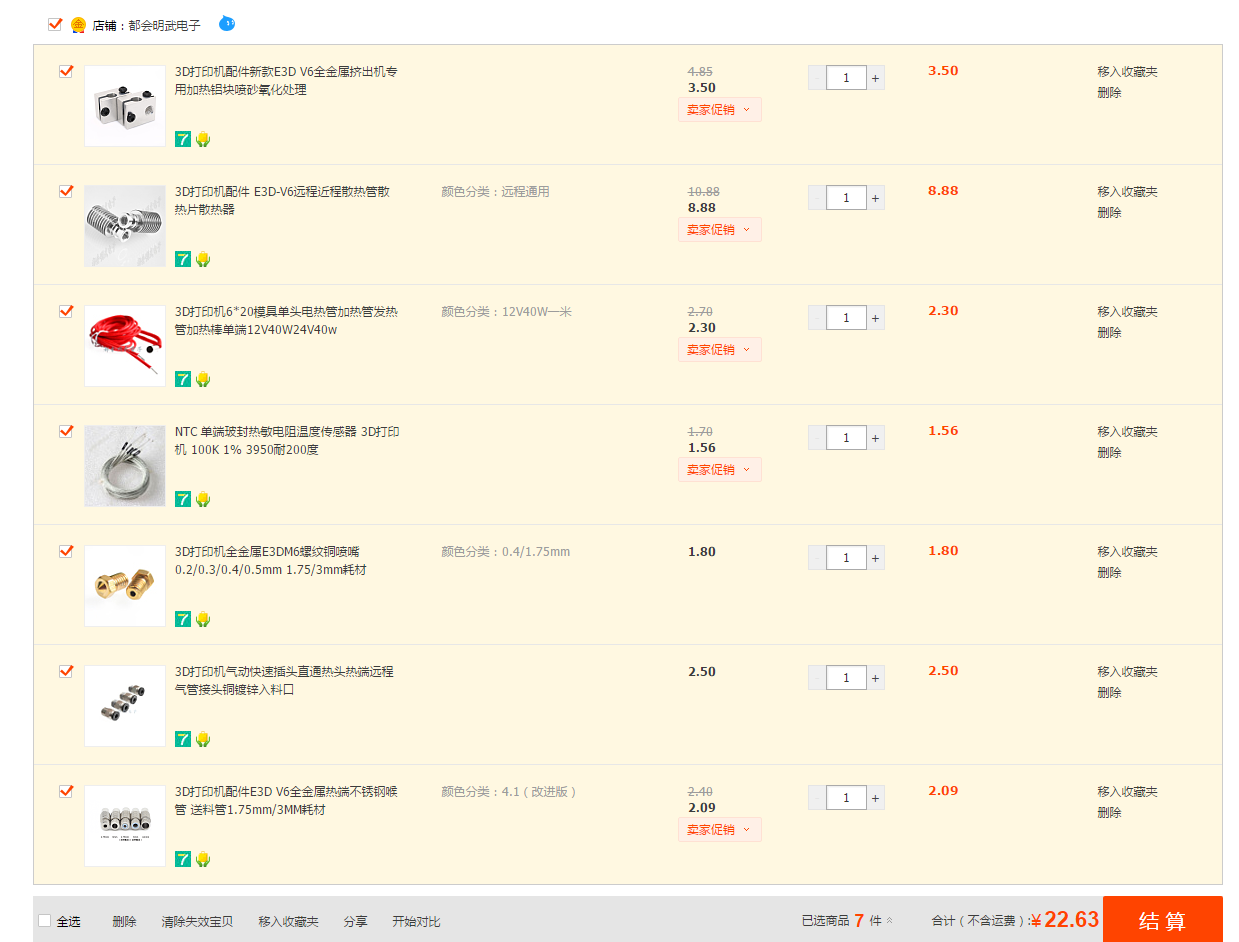 店铺：都会明武电子
3D打印机配件新款E3D V6全金属挤出机专
用加热铝块喷砂氧化处理
4.85
3.50
卖家促销
1 +
3.50
移入收藏夹
删除
7
3D打印机配件 E3D-V6远程近程散热管散
热片散热器
颜色分类：远程通用
10.88
8.88
卖家促销
1 +
8.88
移入收藏夹
删除
7
3D打印机6*20模具单头电热管加热管发热
管加热棒单端12V40W24V40w
颜色分类：12V40W一米
2.70
2.30
卖家促销
1 +
2.30
移入收藏夹
删除
7
NTC 单端玻封热敏电阻温度传感器 3D打印
机 100K 1% 3950耐200度
1.70
1.56
卖家促销
1 +
1.56
移入收藏夹
删除
7
3D打印机全金属E3DM6螺纹铜喷嘴
0.2/0.3/0.4/0.5mm 1.75/3mm耗材
颜色分类：0.4/1.75mm
1.80
1 +
1.80
移入收藏夹
删除
7
3D打印机气动快速插头直通热头热端远程
气管接头铜镀锌入料口
2.50
1 +
2.50
移入收藏夹
删除
7
3D打印机配件E3D V6全金属热端不锈钢喉
管 送料管1.75mm/3MM耗材
颜色分类：4.1（改进版）
2.40
2.09
卖家促销
1 +
2.09
移入收藏夹
删除
7
全选 删除 清除失效宝贝 移入收藏夹 分享 开始对比 已选商品 7 件 合计（不含运费）:¥ 22.63 结 算